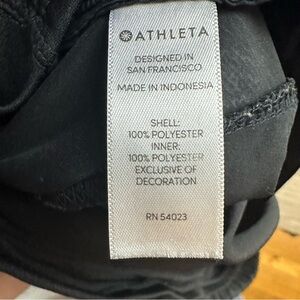 ATHLETA
DESIGNED IN
SAN FRANCISCO
MADE IN INDONESIA
SHELL:
100% POLYESTER
INNER:
100% POLYESTER
EXCLUSIVE OF
DECORATION
RN 54023